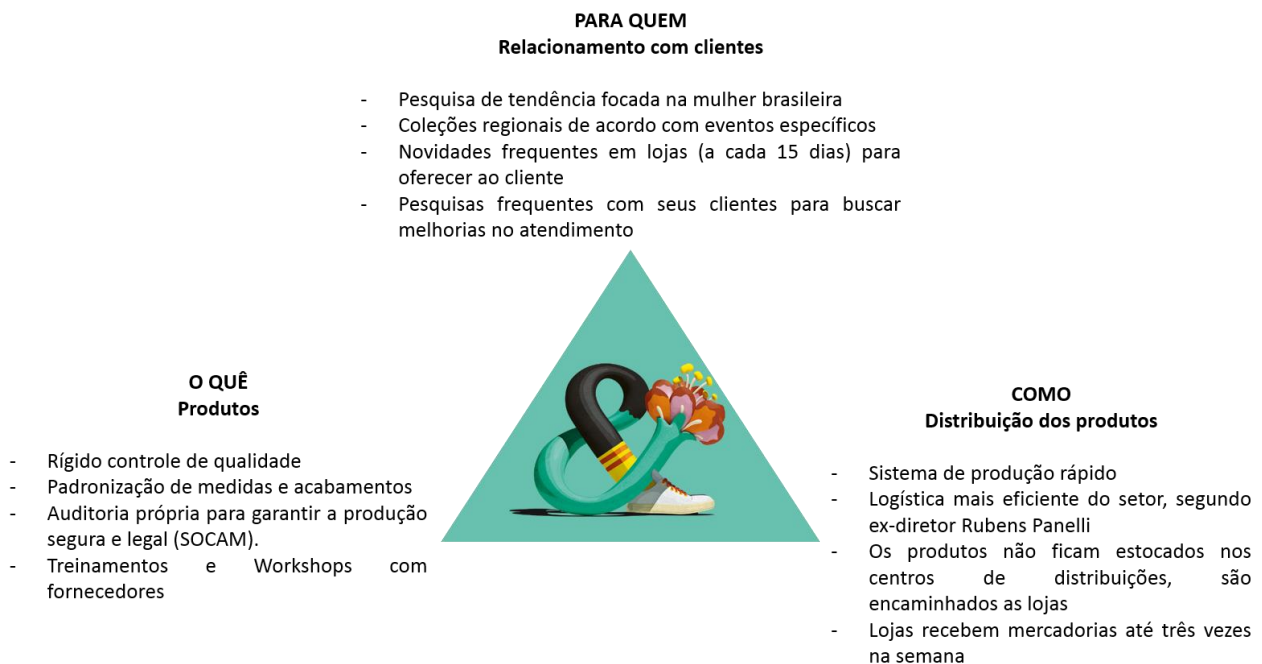 PARA QUEM
Relacionamento com clientes
- Pesquisa de tendência focada na mulher brasileira
- Coleções regionais de acordo com eventos específicos
- Novidades frequentes em lojas (a cada 15 dias) para
oferecer ao cliente
- Pesquisas frequentes com seus clientes para buscar
melhorias no atendimento
O QUÊ
Produtos
- Rígido controle de qualidade
- Padronização de medidas e acabamentos
- Auditoria própria para garantir a produção
segura e legal (SOCAM).
- Treinamentos e Workshops com
fornecedores
COMO
Distribuição dos produtos
- Sistema de produção rápido
- Logística mais eficiente do setor, segundo
ex-diretor Rubens Panelli
- Os produtos não ficam estocados nos
centros de distribuições, são
encaminhados as lojas
- Lojas recebem mercadorias até três vezes
na semana